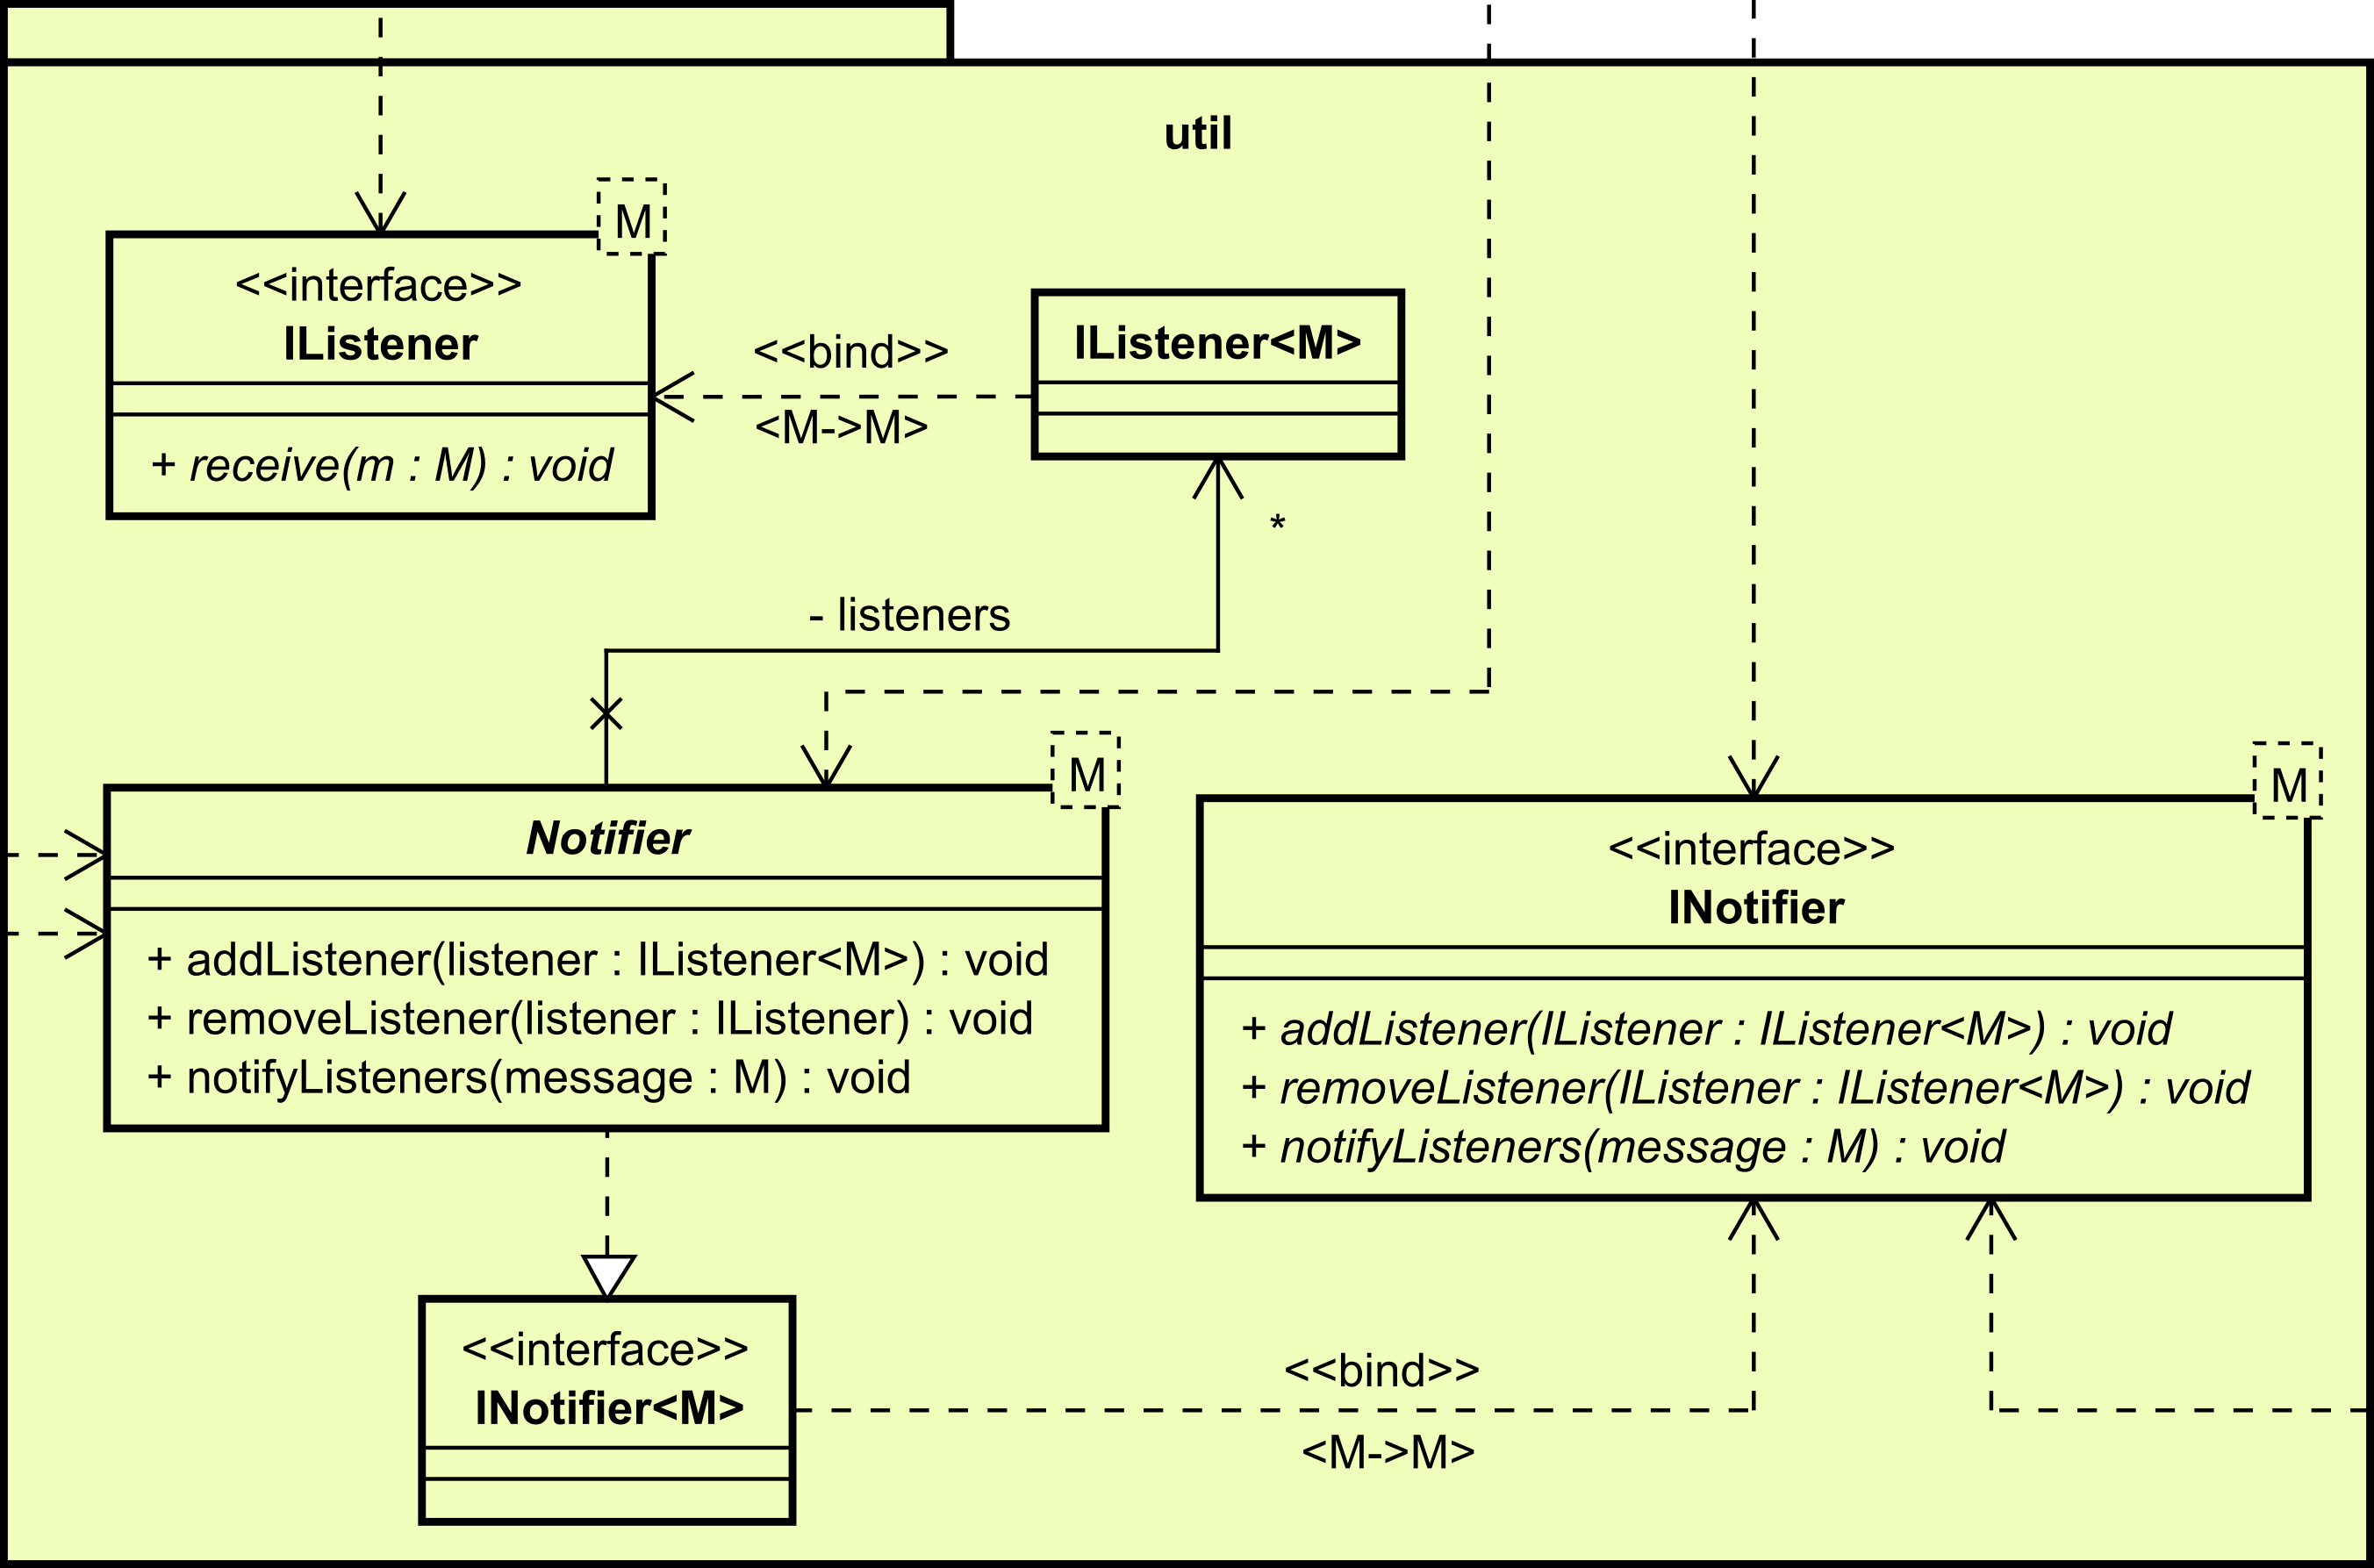 util
M
<<interface>>
IListener
+ receive(m : M) : void
<<bind>>
<M->M>
IListener<M>
*
- listeners
M
Notifier
+ addListener(listener : IListener<M>) : void
+ removeListener(listener : IListener) : void
+ notifyListeners(message : M) : void
M
<<interface>>
INotifier
+ addListener(IListener : IListener<M>) : void
+ removeListener(IListener : IListener<M>) : void
+ notifyListeners(message : M) : void
<<interface>>
INotifier<M>
<<bind>>
<M->M>